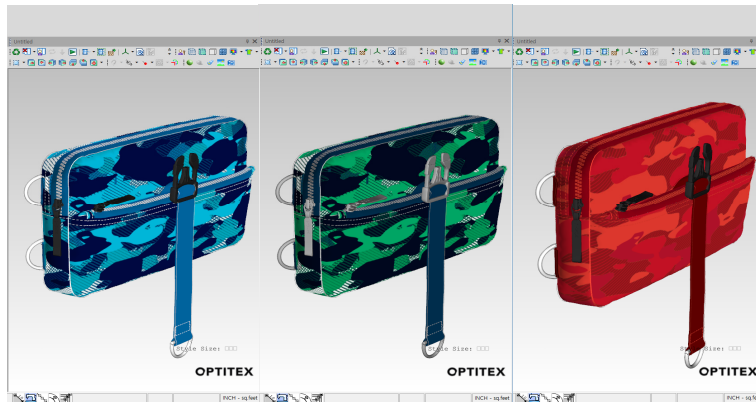 Untitled
Untitled
Untitled
Style Size:
Style Size:
Style Size:
OPTITEX
OPTITEX
OPTITEX
INCH - sq.feet
INCH - sq.feet
INCH - sq.feet